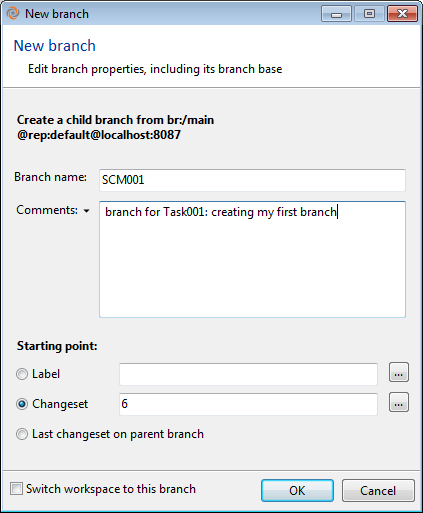 New branch
New branch
Edit branch properties, including its branch base
Create a child branch from br:/main
@rep:default@localhost:8087
Branch name: SCM001
Comments: branch for Task001: creating my first branch
Starting point:
Label ...
Changeset 6 ...
Last changeset on parent branch
Switch workspace to this branch OK Cancel